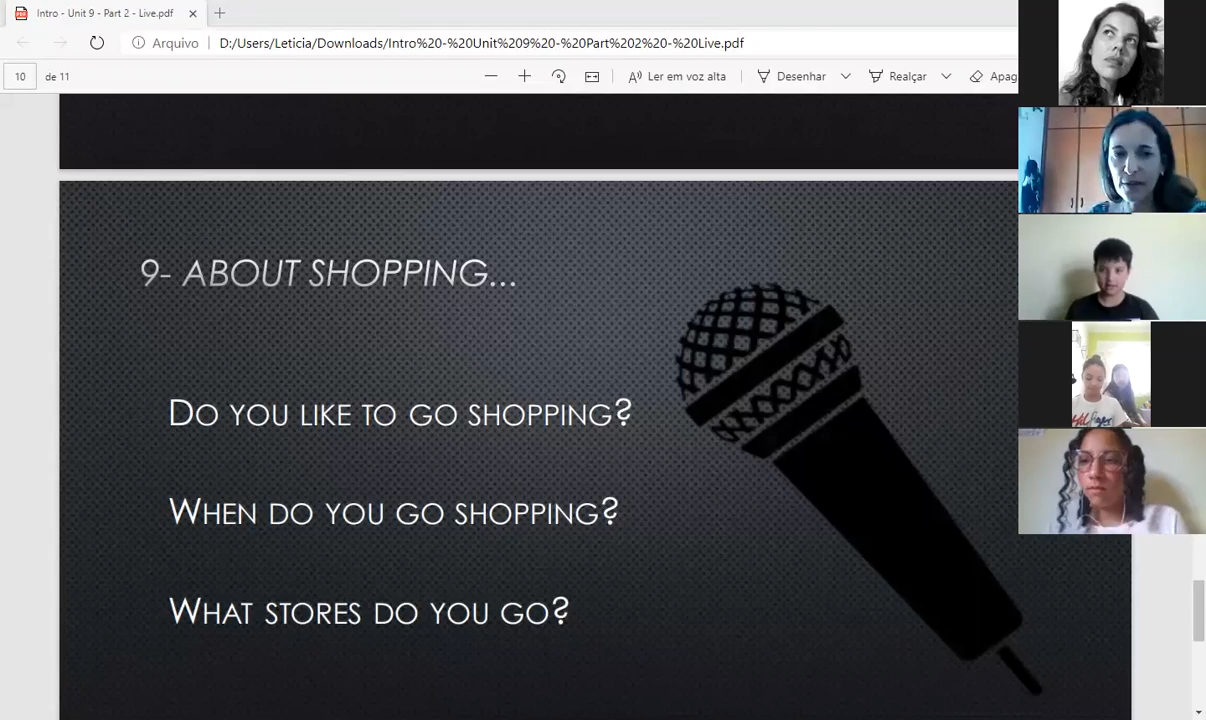 Intro - Unit 9 - Part 2 - Live.pdf
Arquivo D:/Users/Leticia/Downloads/Intro%20-%20Unit%209%20-%20Part%202%20-%20Live.pdf
10 de 11 Ler em voz alta Desenhar Realçar Apag
9- ABOUT SHOPPING...
DO YOU LIKE TO GO SHOPPING?
WHEN DO YOU GO SHOPPING?
WHAT STORES DO YOU GO?